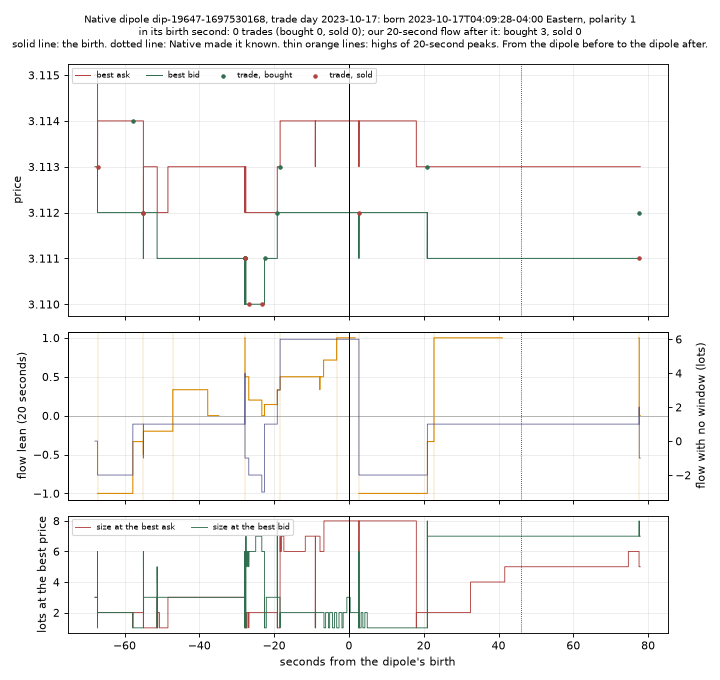 Native dipole dip-19647-1697530168, trade day 2023-10-17: born 2023-10-17T04:09:28-04:00 Eastern, polarity 1
in its birth second: 0 trades (bought 0, sold 0); our 20-second flow after it: bought 3, sold 0
solid line: the birth. dotted line: Native made it known. thin orange lines: highs of 20-second peaks. From the dipole before to the dipole after.
best ask
best bid
trade, bought
trade, sold
3.115
3.114
3.113
3.112
3.111
3.110
price
1.0
0.5
0.0
−0.5
−1.0
flow lean (20 seconds)
6
4
2
0
−2
flow with no window (lots)
size at the best ask
size at the best bid
8
6
4
2
lots at the best price
−60
−40
−20
0
20
40
60
80
seconds from the dipole's birth